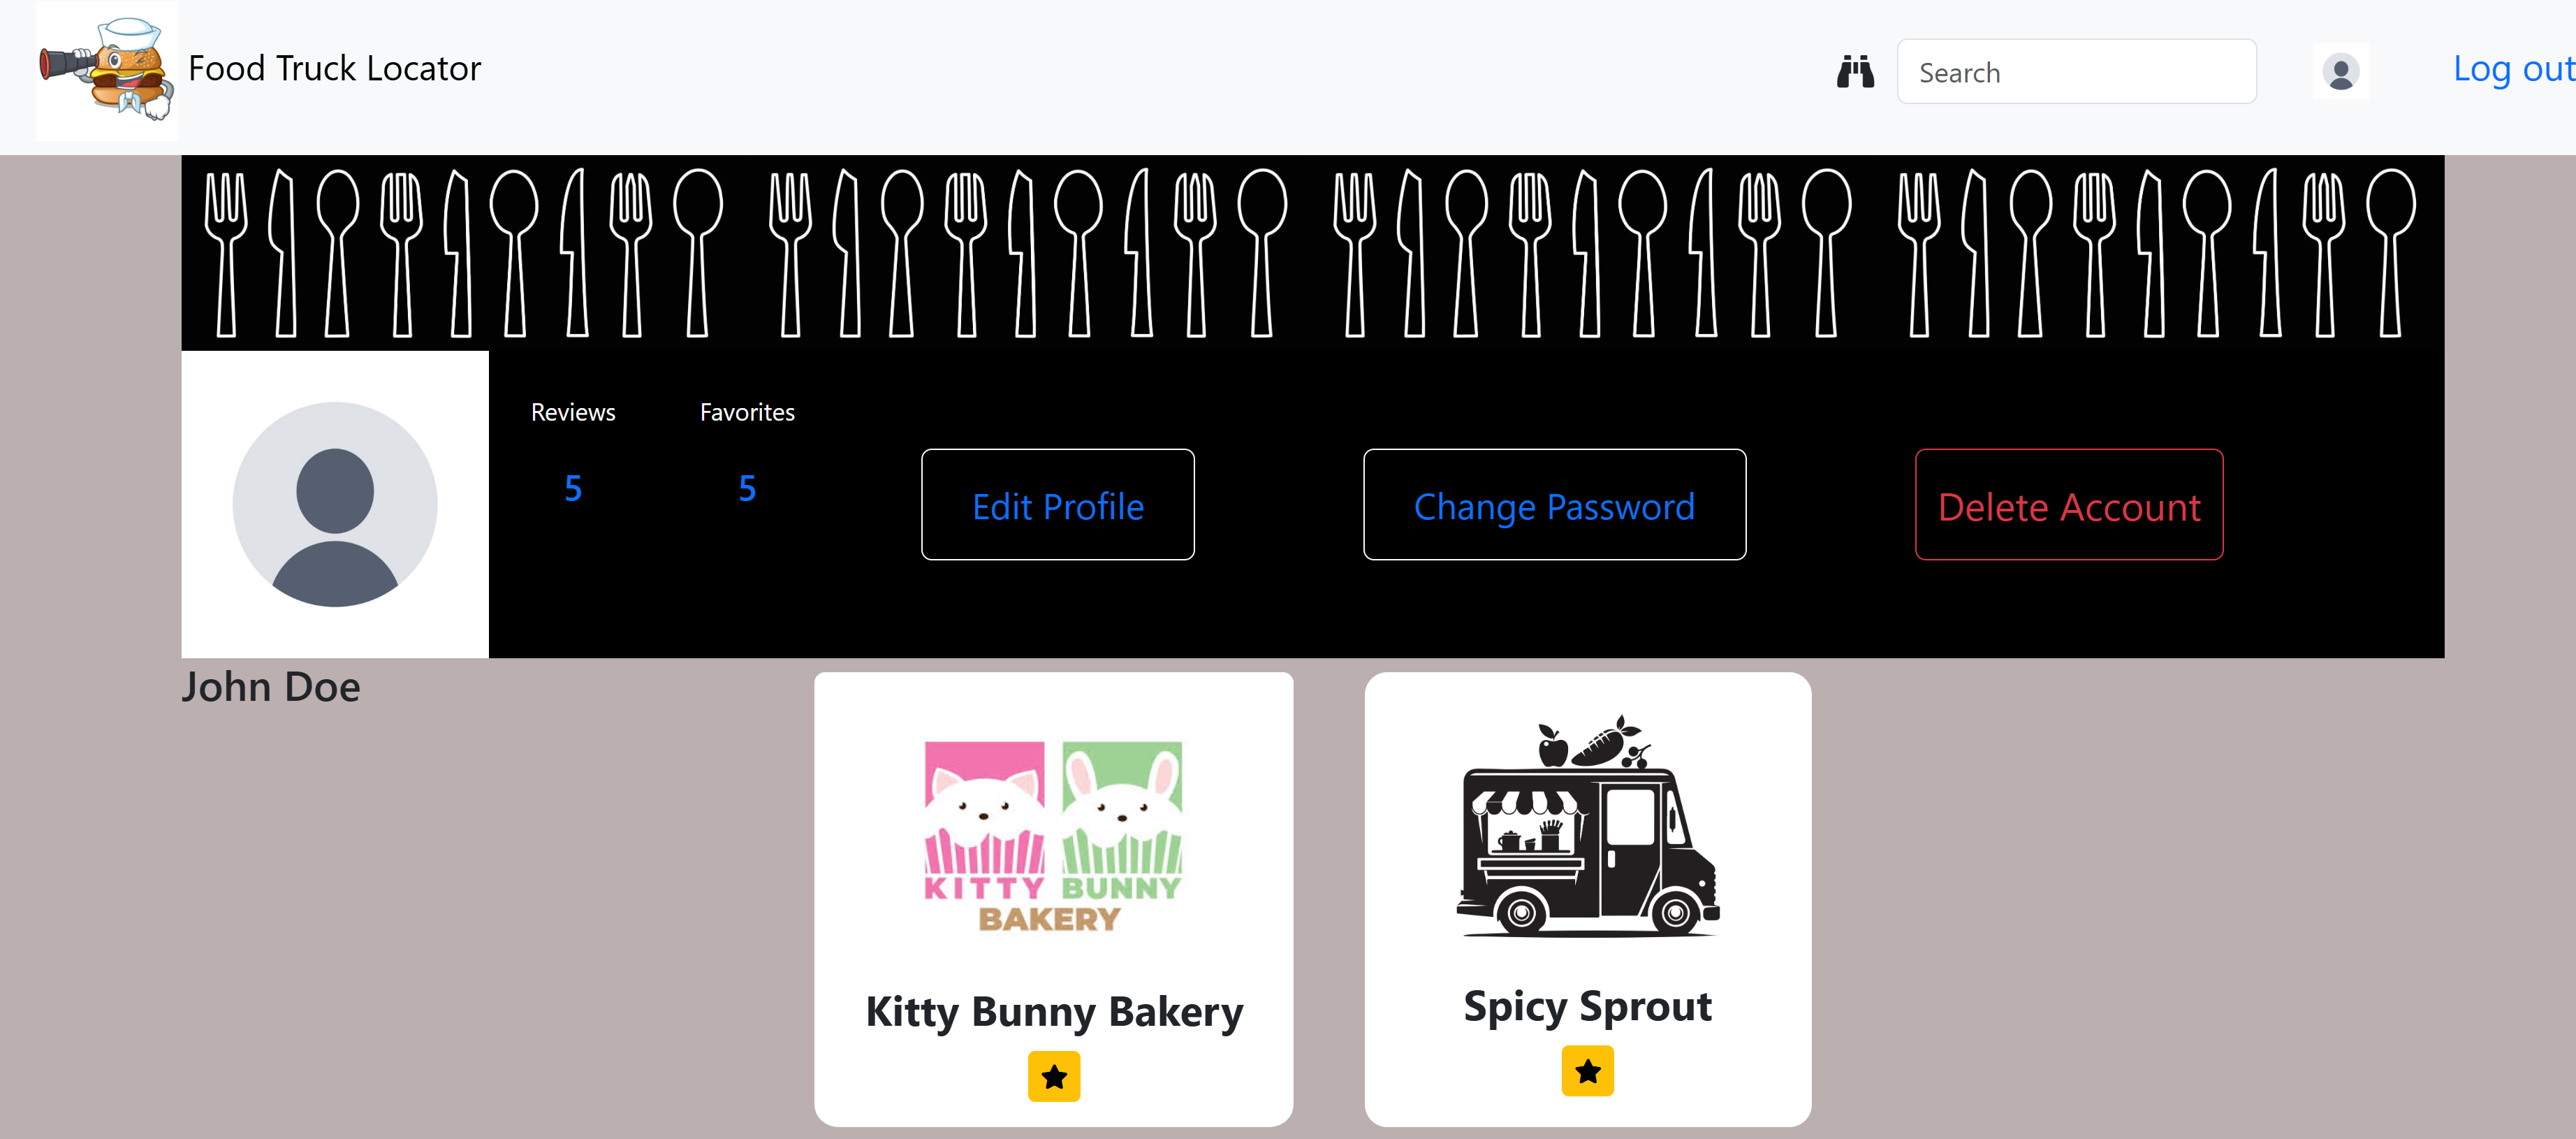 Food Truck Locator
Search
Log out
Reviews
Favorites
5
5
Edit Profile
Change Password
Delete Account
John Doe
KITTY BUNNY
BAKERY
Kitty Bunny Bakery
Spicy Sprout